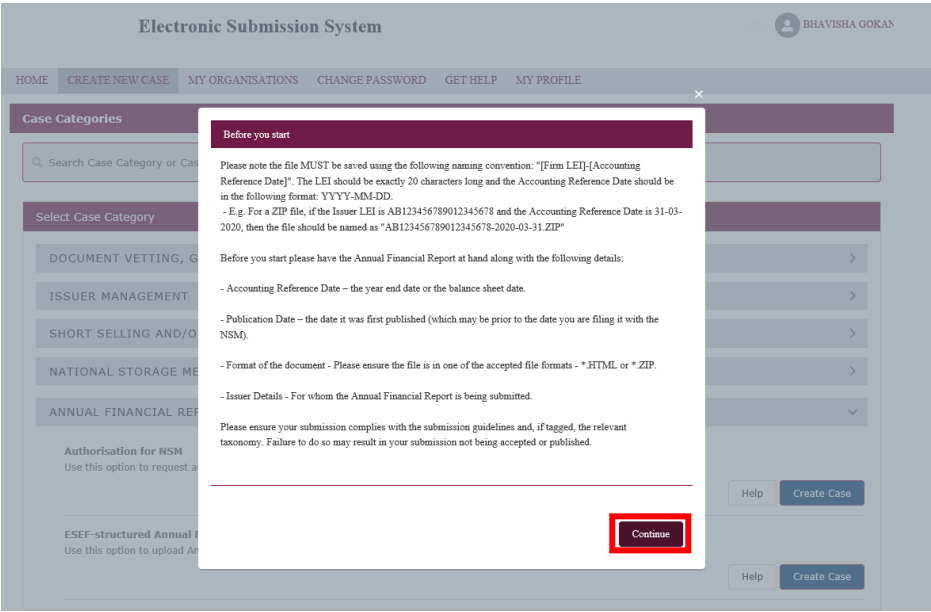 Electronic Submission System
BHAVISHA GOKAN
HOME CREATE NEW CASE MY ORGANISATIONS CHANGE PASSWORD GET HELP MY PROFILE
×
Case Categories
Search Case Category or Cas
Select Case Category
DOCUMENT VETTING, G
ISSUER MANAGEMENT
SHORT SELLING AND/O
NATIONAL STORAGE ME
ANNUAL FINANCIAL REP
Authorisation for NSM
Use this option to request a
Help Create Case
ESEF-structured Annual F
Use this option to upload An
Help Create Case
Before you start
Please note the file MUST be saved using the following naming convention: "[Firm LEI]-[Accounting
Reference Date]". The LEI should be exactly 20 characters long and the Accounting Reference Date should be
in the following format: YYYY-MM-DD.
- E.g. For a ZIP file, if the Issuer LEI is AB123456789012345678 and the Accounting Reference Date is 31-03-
2020, then the file should be named as "AB123456789012345678-2020-03-31.ZIP"
Before you start please have the Annual Financial Report at hand along with the following details:
- Accounting Reference Date – the year end date or the balance sheet date.
- Publication Date – the date it was first published (which may be prior to the date you are filing it with the
NSM).
- Format of the document - Please ensure the file is in one of the accepted file formats - *.HTML or *.ZIP.
- Issuer Details - For whom the Annual Financial Report is being submitted.
Please ensure your submission complies with the submission guidelines and, if tagged, the relevant
taxonomy. Failure to do so may result in your submission not being accepted or published.
Continue